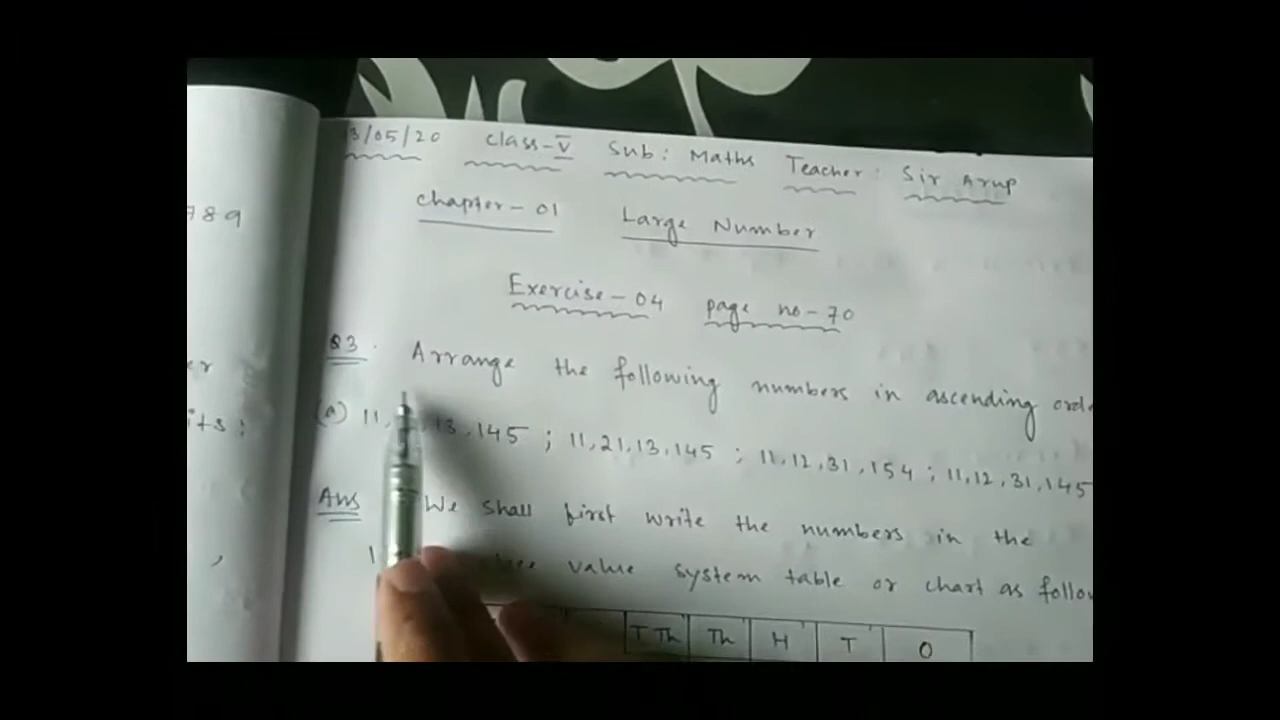 789
er
its:
,
3/05/20 Class-V Sub: Maths Teacher: Sir Arup
Chapter-01 Large Number
Exercise-04 page no-70
Q3. Arrange the following numbers in ascending orde
(a) 11, 13,145 ; 11,21,13,145 ; 11,12,31,154 ; 11,12,31,145
Ans We shall first write the numbers in the
value system table or chart as follow
T Th Th H T O